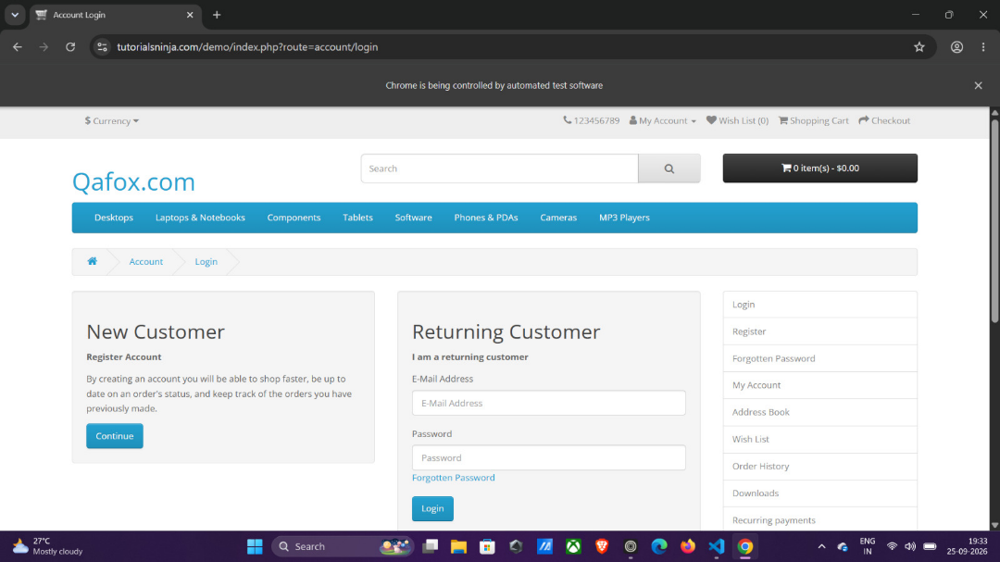 Account Login
tutorialsninja.com/demo/index.php?route=account/login
Chrome is being controlled by automated test software
$ Currency
123456789 My Account Wish List (0) Shopping Cart Checkout
Qafox.com
Search
0 item(s) - $0.00
Desktops Laptops & Notebooks Components Tablets Software Phones & PDAs Cameras MP3 Players
Account Login
New Customer
Register Account
By creating an account you will be able to shop faster, be up to
date on an order's status, and keep track of the orders you have
previously made.
Continue
Returning Customer
I am a returning customer
E-Mail Address
E-Mail Address
Password
Password
Forgotten Password
Login
Login
Register
Forgotten Password
My Account
Address Book
Wish List
Order History
Downloads
Recurring payments
27°C
Mostly cloudy
Search
ENG
IN
19:33
25-09-2026